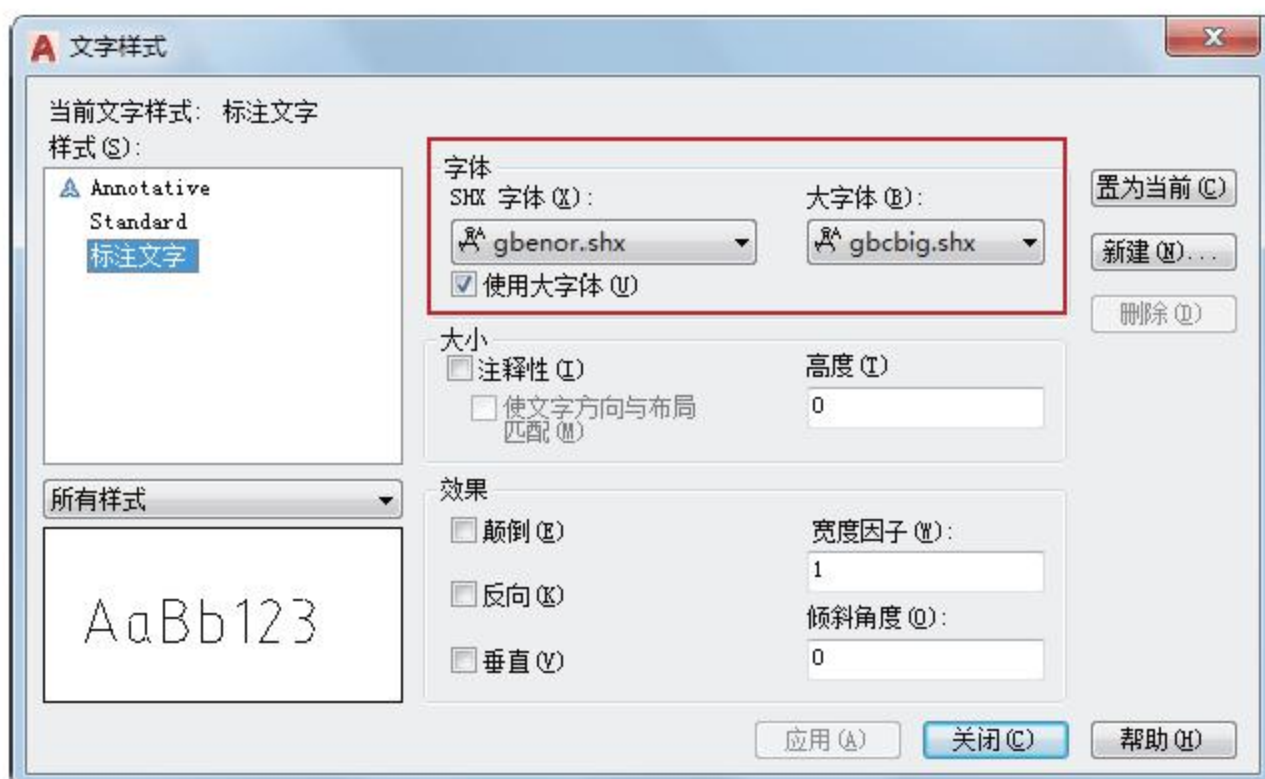 文字样式
当前文字样式: 标注文字
样式(S):
Annotative
Standard
标注文字
所有样式
AaBb123
字体
SHX 字体(X):
gbenor.shx
使用大字体(U)
大字体(B):
gbcbig.shx
大小
注释性(I)
使文字方向与布局
匹配(M)
高度(T)
0
效果
颠倒(E)
反向(K)
垂直(V)
宽度因子(W):
1
倾斜角度(O):
0
置为当前(C)
新建(N)...
删除(D)
应用(A)
关闭(C)
帮助(H)